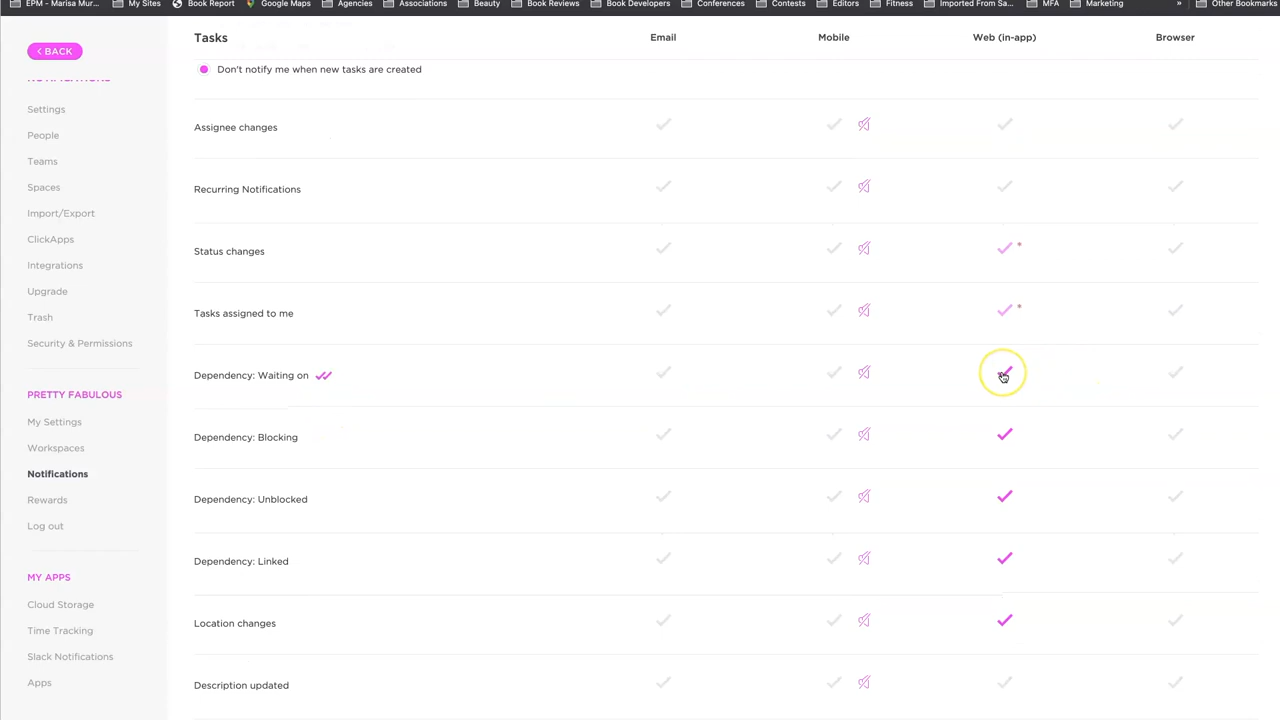 EPM - Marisa Mur... My Sites Book Report Google Maps Agencies Associations Beauty Book Reviews Book Developers Conferences Contests Editors Fitness Imported From Sa... MFA Marketing » Other Bookmarks
Tasks Email Mobile Web (in-app) Browser
< BACK
Don't notify me when new tasks are created
NOTIFICATIONS
Settings
People
Teams
Spaces
Import/Export
ClickApps
Integrations
Upgrade
Trash
Security & Permissions
PRETTY FABULOUS
My Settings
Workspaces
Notifications
Rewards
Log out
MY APPS
Cloud Storage
Time Tracking
Slack Notifications
Apps
Assignee changes
Recurring Notifications
Status changes
Tasks assigned to me
Dependency: Waiting on
Dependency: Blocking
Dependency: Unblocked
Dependency: Linked
Location changes
Description updated